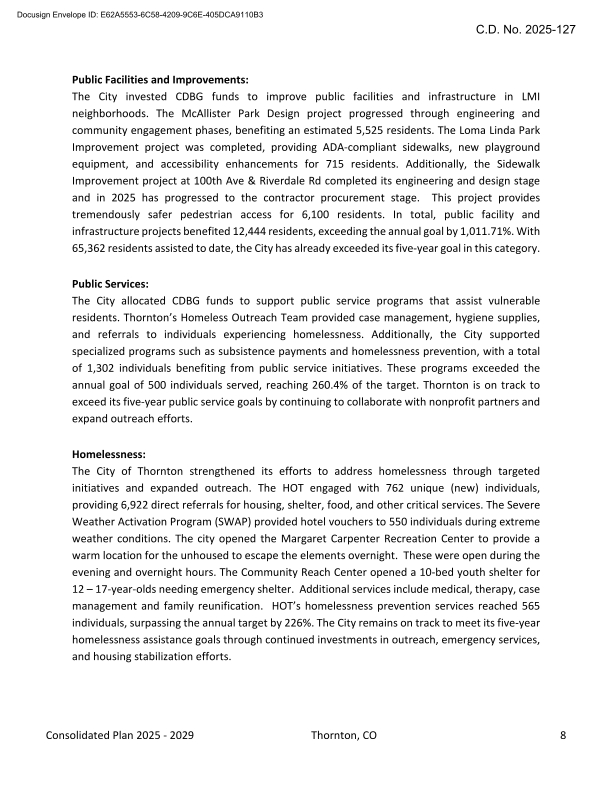 Docusign Envelope ID: E62A5553-6C58-4209-9C6E-405DCA9110B3
C.D. No. 2025-127
Public Facilities and Improvements:
The City invested CDBG funds to improve public facilities and infrastructure in LMI
neighborhoods. The McAllister Park Design project progressed through engineering and
community engagement phases, benefiting an estimated 5,525 residents. The Loma Linda Park
Improvement project was completed, providing ADA-compliant sidewalks, new playground
equipment, and accessibility enhancements for 715 residents. Additionally, the Sidewalk
Improvement project at 100th Ave & Riverdale Rd completed its engineering and design stage
and in 2025 has progressed to the contractor procurement stage.  This project provides
tremendously safer pedestrian access for 6,100 residents. In total, public facility and
infrastructure projects benefited 12,444 residents, exceeding the annual goal by 1,011.71%. With
65,362 residents assisted to date, the City has already exceeded its five-year goal in this category.
Public Services:
The City allocated CDBG funds to support public service programs that assist vulnerable
residents. Thornton's Homeless Outreach Team provided case management, hygiene supplies,
and referrals to individuals experiencing homelessness. Additionally, the City supported
specialized programs such as subsistence payments and homelessness prevention, with a total
of 1,302 individuals benefiting from public service initiatives. These programs exceeded the
annual goal of 500 individuals served, reaching 260.4% of the target. Thornton is on track to
exceed its five-year public service goals by continuing to collaborate with nonprofit partners and
expand outreach efforts.
Homelessness:
The City of Thornton strengthened its efforts to address homelessness through targeted
initiatives and expanded outreach. The HOT engaged with 762 unique (new) individuals,
providing 6,922 direct referrals for housing, shelter, food, and other critical services. The Severe
Weather Activation Program (SWAP) provided hotel vouchers to 550 individuals during extreme
weather conditions. The city opened the Margaret Carpenter Recreation Center to provide a
warm location for the unhoused to escape the elements overnight.  These were open during the
evening and overnight hours. The Community Reach Center opened a 10-bed youth shelter for
12 – 17-year-olds needing emergency shelter.  Additional services include medical, therapy, case
management and family reunification.  HOT's homelessness prevention services reached 565
individuals, surpassing the annual target by 226%. The City remains on track to meet its five-year
homelessness assistance goals through continued investments in outreach, emergency services,
and housing stabilization efforts.
Consolidated Plan 2025 - 2029
Thornton, CO
8